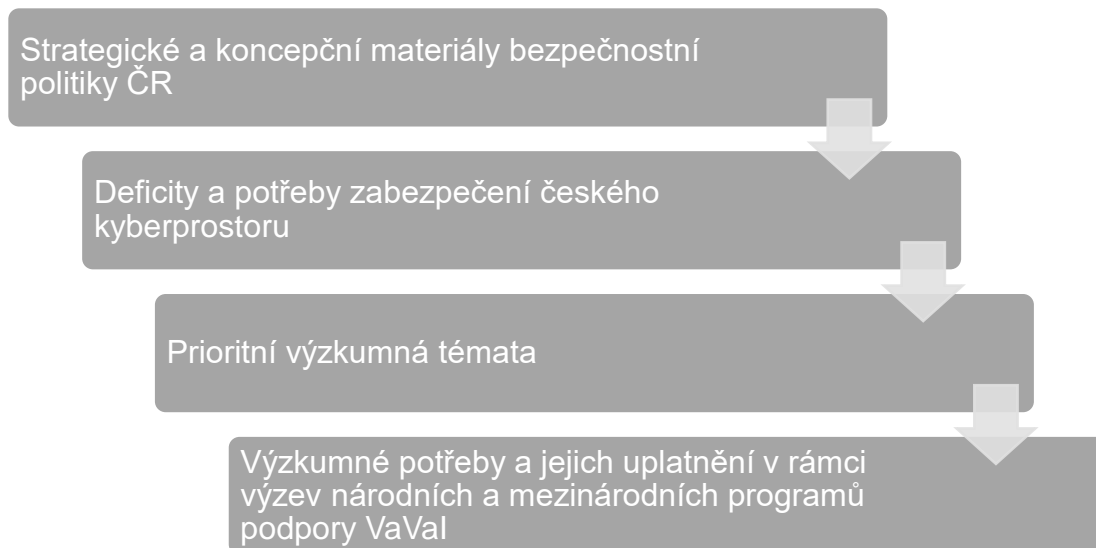 Strategické a koncepční materiály bezpečnostní
politiky ČR
Deficity a potřeby zabezpečení českého
kyberprostoru
Prioritní výzkumná témata
Výzkumné potřeby a jejich uplatnění v rámci
výzev národních a mezinárodních programů
podpory VaVaI